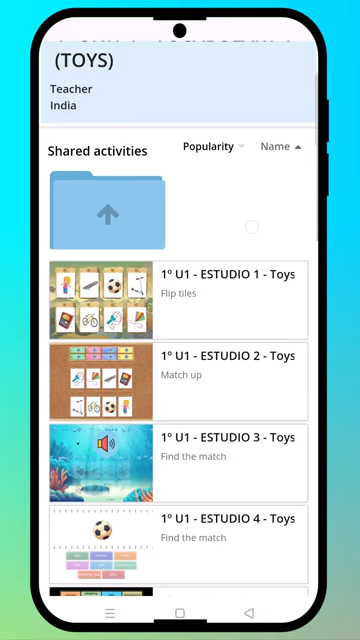 (TOYS)
Teacher
India
Shared activities
Popularity
Name
1º U1 - ESTUDIO 1 - Toys
Flip tiles
1º U1 - ESTUDIO 2 - Toys
Match up
1º U1 - ESTUDIO 3 - Toys
Find the match
1º U1 - ESTUDIO 4 - Toys
Find the match